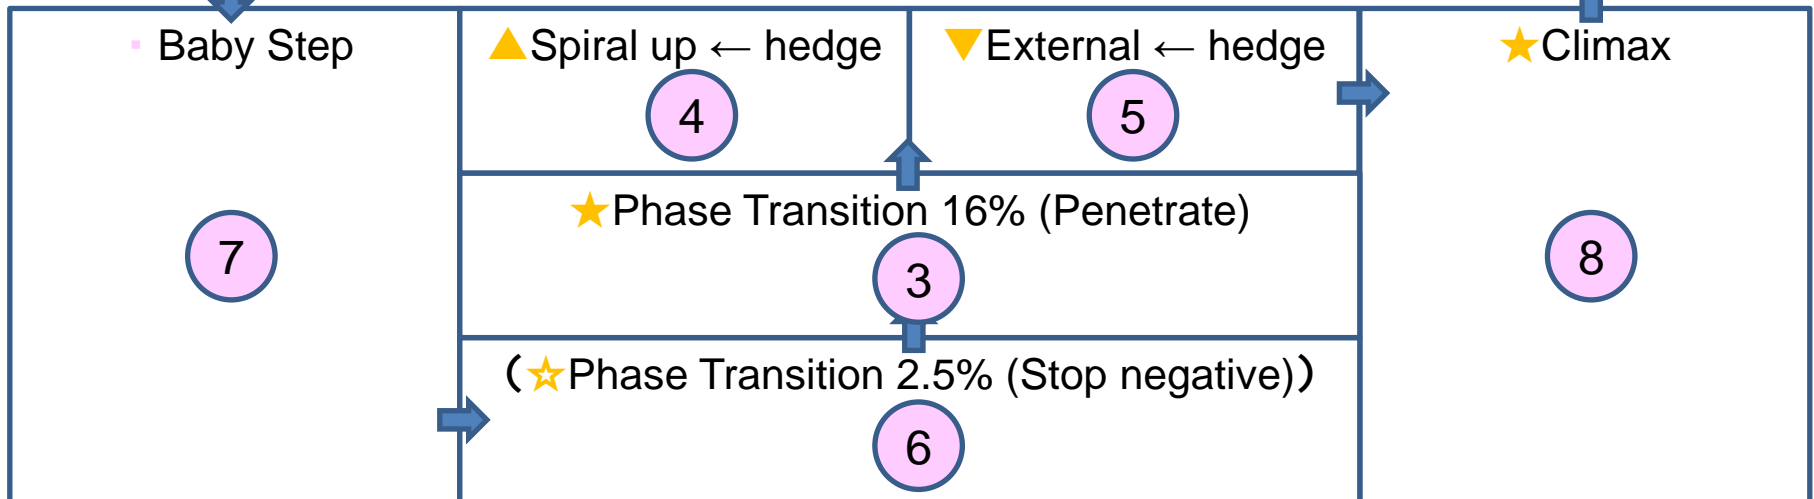 ▪ Baby Step
7
▲Spiral up ← hedge
4
▼External ← hedge
5
★Phase Transition 16% (Penetrate)
3
(☆Phase Transition 2.5% (Stop negative))
6
★Climax
8